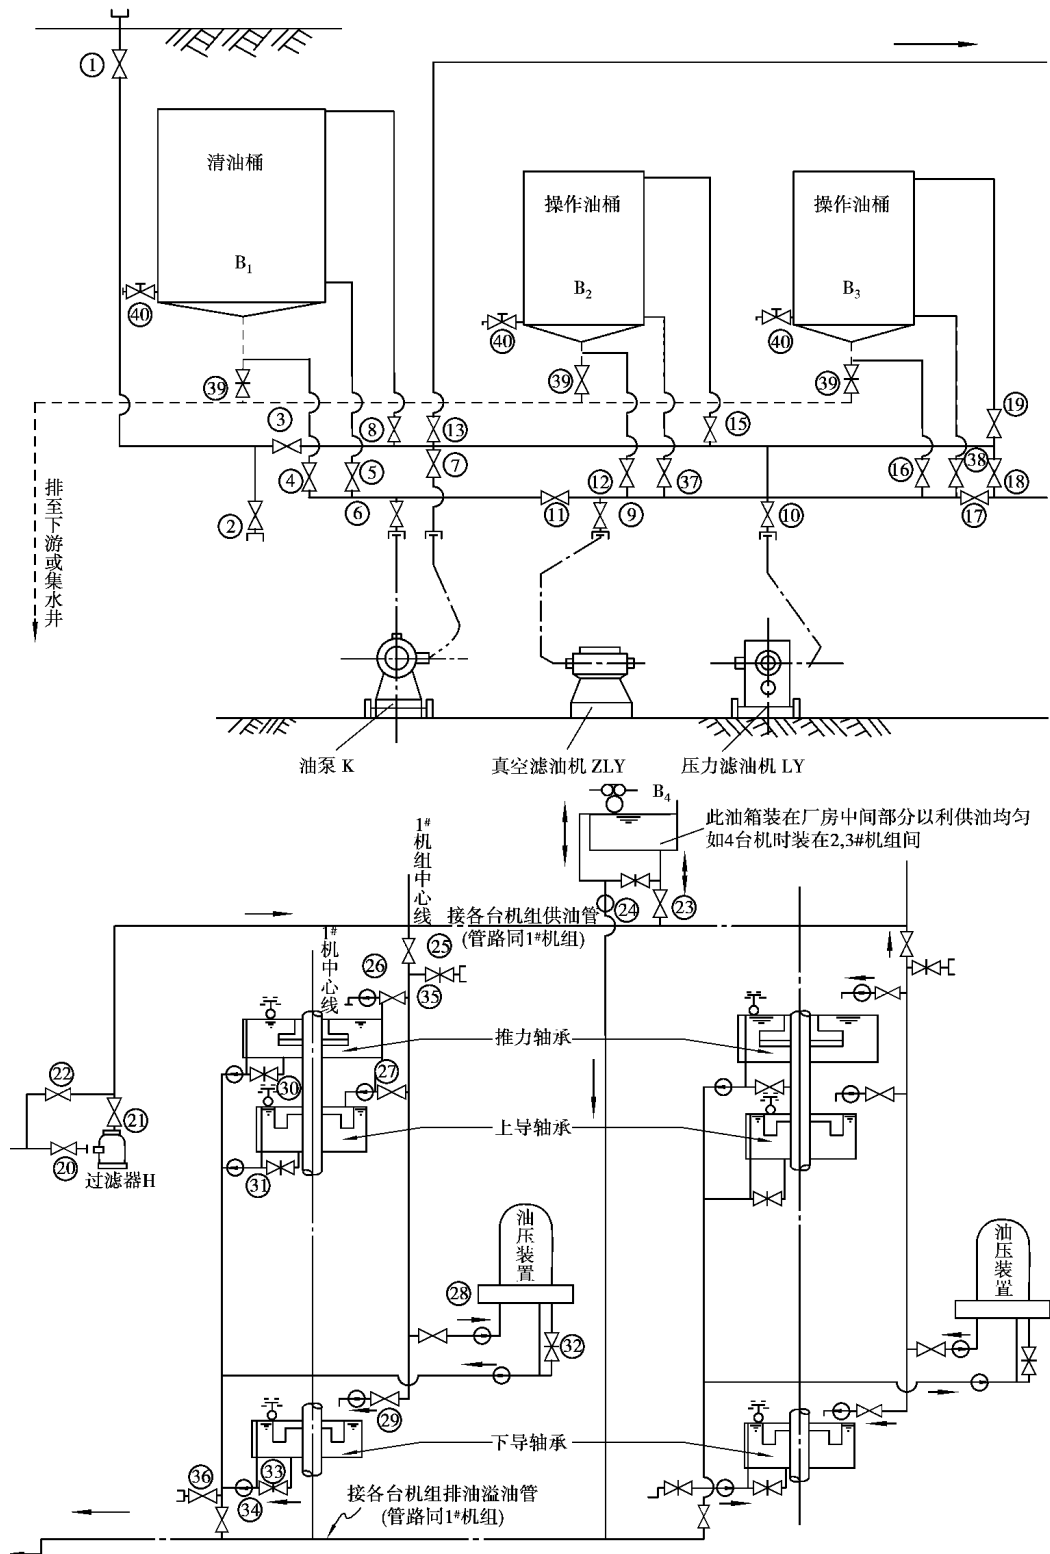 ①
清油桶
B₁
操作油桶
B₂
操作油桶
B₃
㊵
㊵
㊵
㊴
㊴
㊴
③
⑧
⑬
⑮
⑲
④
⑤
⑦
⑫
㊲
⑯
㊳
⑱
②
⑥
⑪
⑨
⑩
⑰
排至下游或集水井
油泵 K
真空滤油机 ZLY
压力滤油机 LY
B₄
此油箱装在厂房中间部分以利供油均匀
如4台机时装在2,3#机组间
1#机组中心线
接各台机组供油管
(管路同1#机组)
㉔
㉓
1#机中心线
㉕
㉖
㉟
推力轴承
㉒
㉚
㉗
㉑
上导轴承
⑳
过滤器H
㉛
油压装置
油压装置
㉘
㉜
㉙
下导轴承
㊱
㉝
㉞
接各台机组排油溢油管
(管路同1#机组)